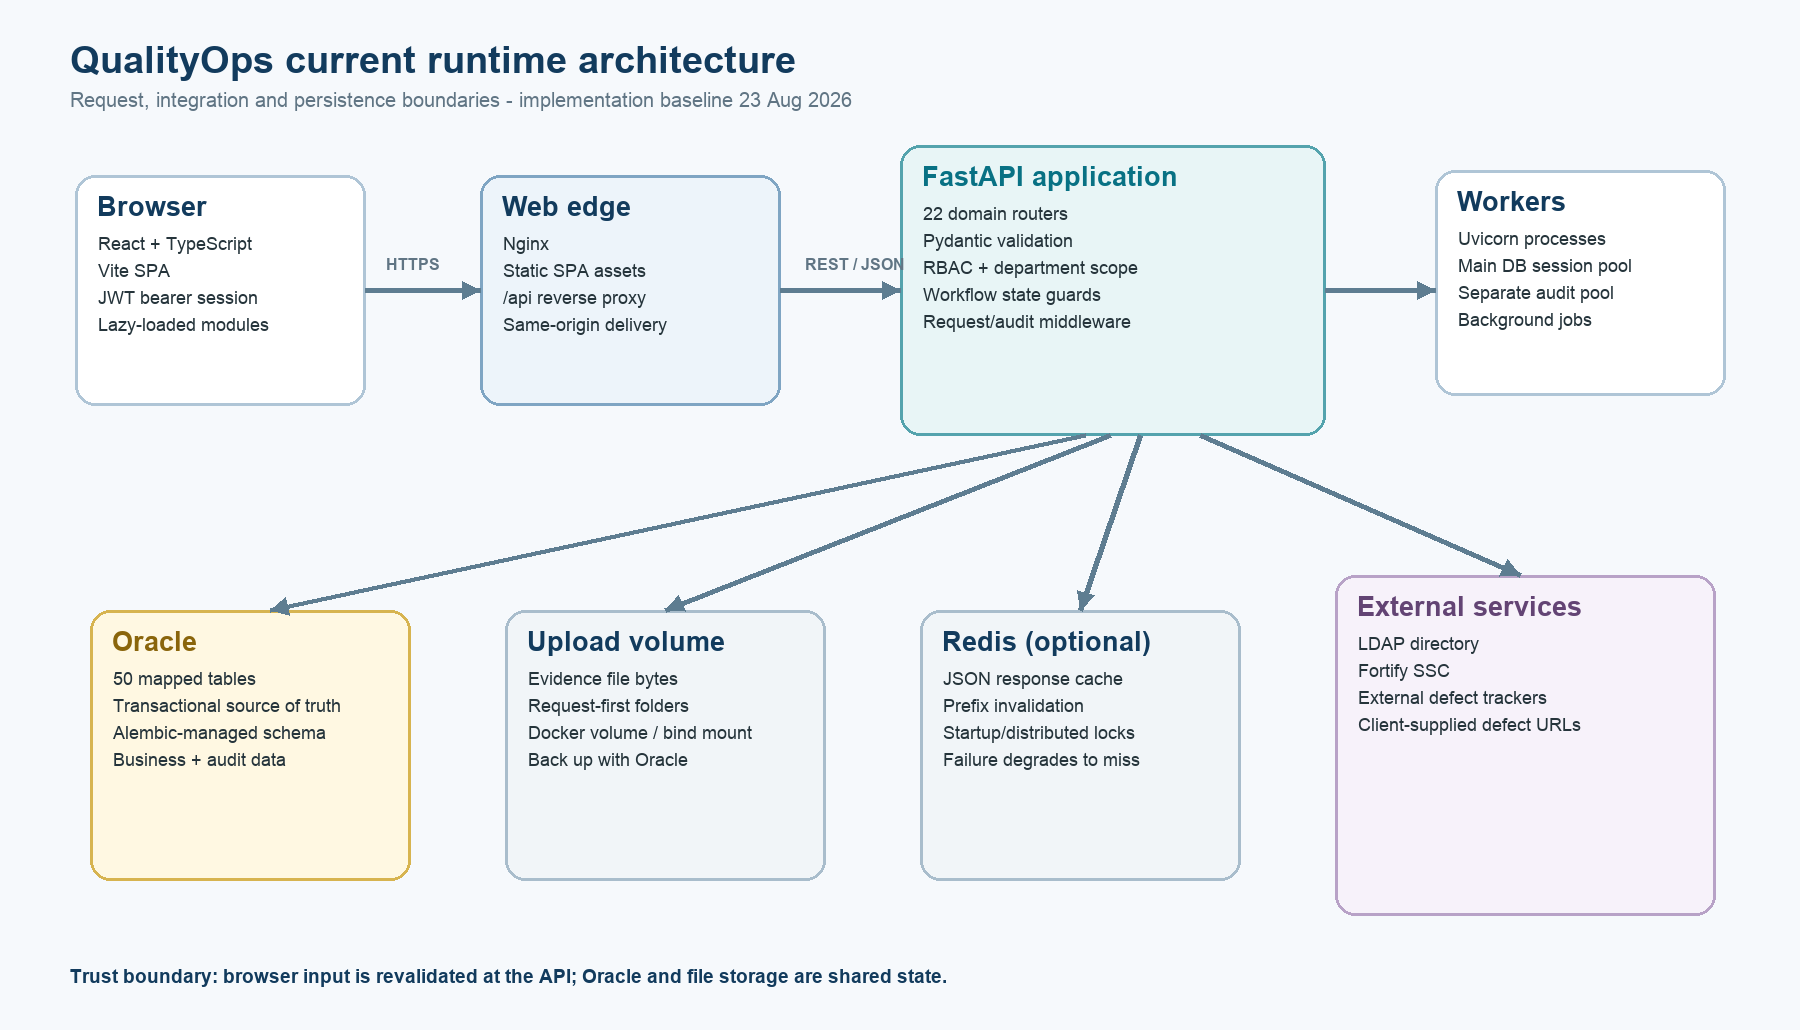 QualityOps current runtime architecture
Request, integration and persistence boundaries - implementation baseline 23 Aug 2026
Browser
React + TypeScript
Vite SPA
JWT bearer session
Lazy-loaded modules
HTTPS
Web edge
Nginx
Static SPA assets
/api reverse proxy
Same-origin delivery
REST / JSON
FastAPI application
22 domain routers
Pydantic validation
RBAC + department scope
Workflow state guards
Request/audit middleware
Workers
Uvicorn processes
Main DB session pool
Separate audit pool
Background jobs
Oracle
50 mapped tables
Transactional source of truth
Alembic-managed schema
Business + audit data
Upload volume
Evidence file bytes
Request-first folders
Docker volume / bind mount
Back up with Oracle
Redis (optional)
JSON response cache
Prefix invalidation
Startup/distributed locks
Failure degrades to miss
External services
LDAP directory
Fortify SSC
External defect trackers
Client-supplied defect URLs
Trust boundary: browser input is revalidated at the API; Oracle and file storage are shared state.